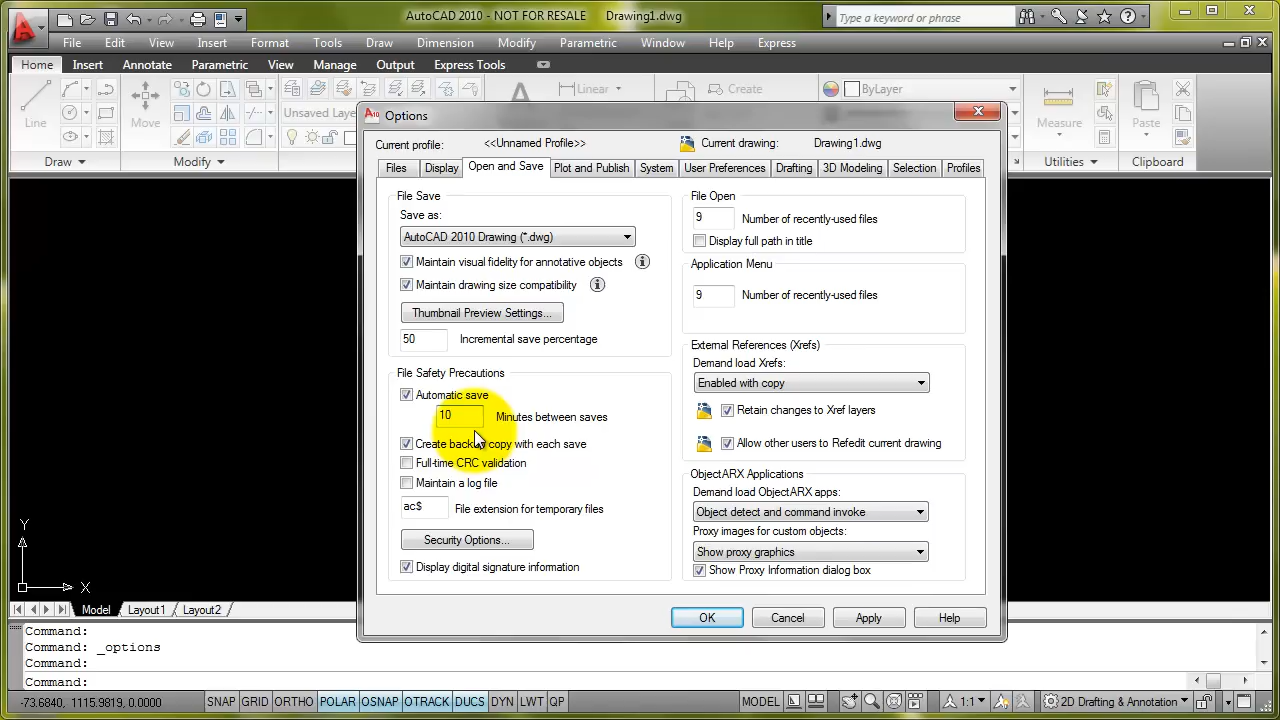 AutoCAD 2010 - NOT FOR RESALE Drawing1.dwg
Type a keyword or phrase
File Edit View Insert Format Tools Draw Dimension Modify Parametric Window Help Express
Home Insert Annotate Parametric View Manage Output Express Tools
Line
Move
Unsaved Layer
A
Linear
Create
ByLayer
Measure
Paste
Draw
Modify
Utilities
Clipboard
Options
Current profile: <<Unnamed Profile>> Current drawing: Drawing1.dwg
Files Display Open and Save Plot and Publish System User Preferences Drafting 3D Modeling Selection Profiles
File Save
Save as:
AutoCAD 2010 Drawing (*.dwg)
Maintain visual fidelity for annotative objects
Maintain drawing size compatibility
Thumbnail Preview Settings...
50 Incremental save percentage
File Safety Precautions
Automatic save
10 Minutes between saves
Create backup copy with each save
Full-time CRC validation
Maintain a log file
ac$ File extension for temporary files
Security Options...
Display digital signature information
File Open
9 Number of recently-used files
Display full path in title
Application Menu
9 Number of recently-used files
External References (Xrefs)
Demand load Xrefs:
Enabled with copy
Retain changes to Xref layers
Allow other users to Refedit current drawing
ObjectARX Applications
Demand load ObjectARX apps:
Object detect and command invoke
Proxy images for custom objects:
Show proxy graphics
Show Proxy Information dialog box
OK Cancel Apply Help
Y
X
Model Layout1 Layout2
Command:
Command: _options
Command:
Command:
-73.6840, 1115.9819, 0.0000 SNAP GRID ORTHO POLAR OSNAP OTRACK DUCS DYN LWT QP MODEL 1:1 2D Drafting & Annotation